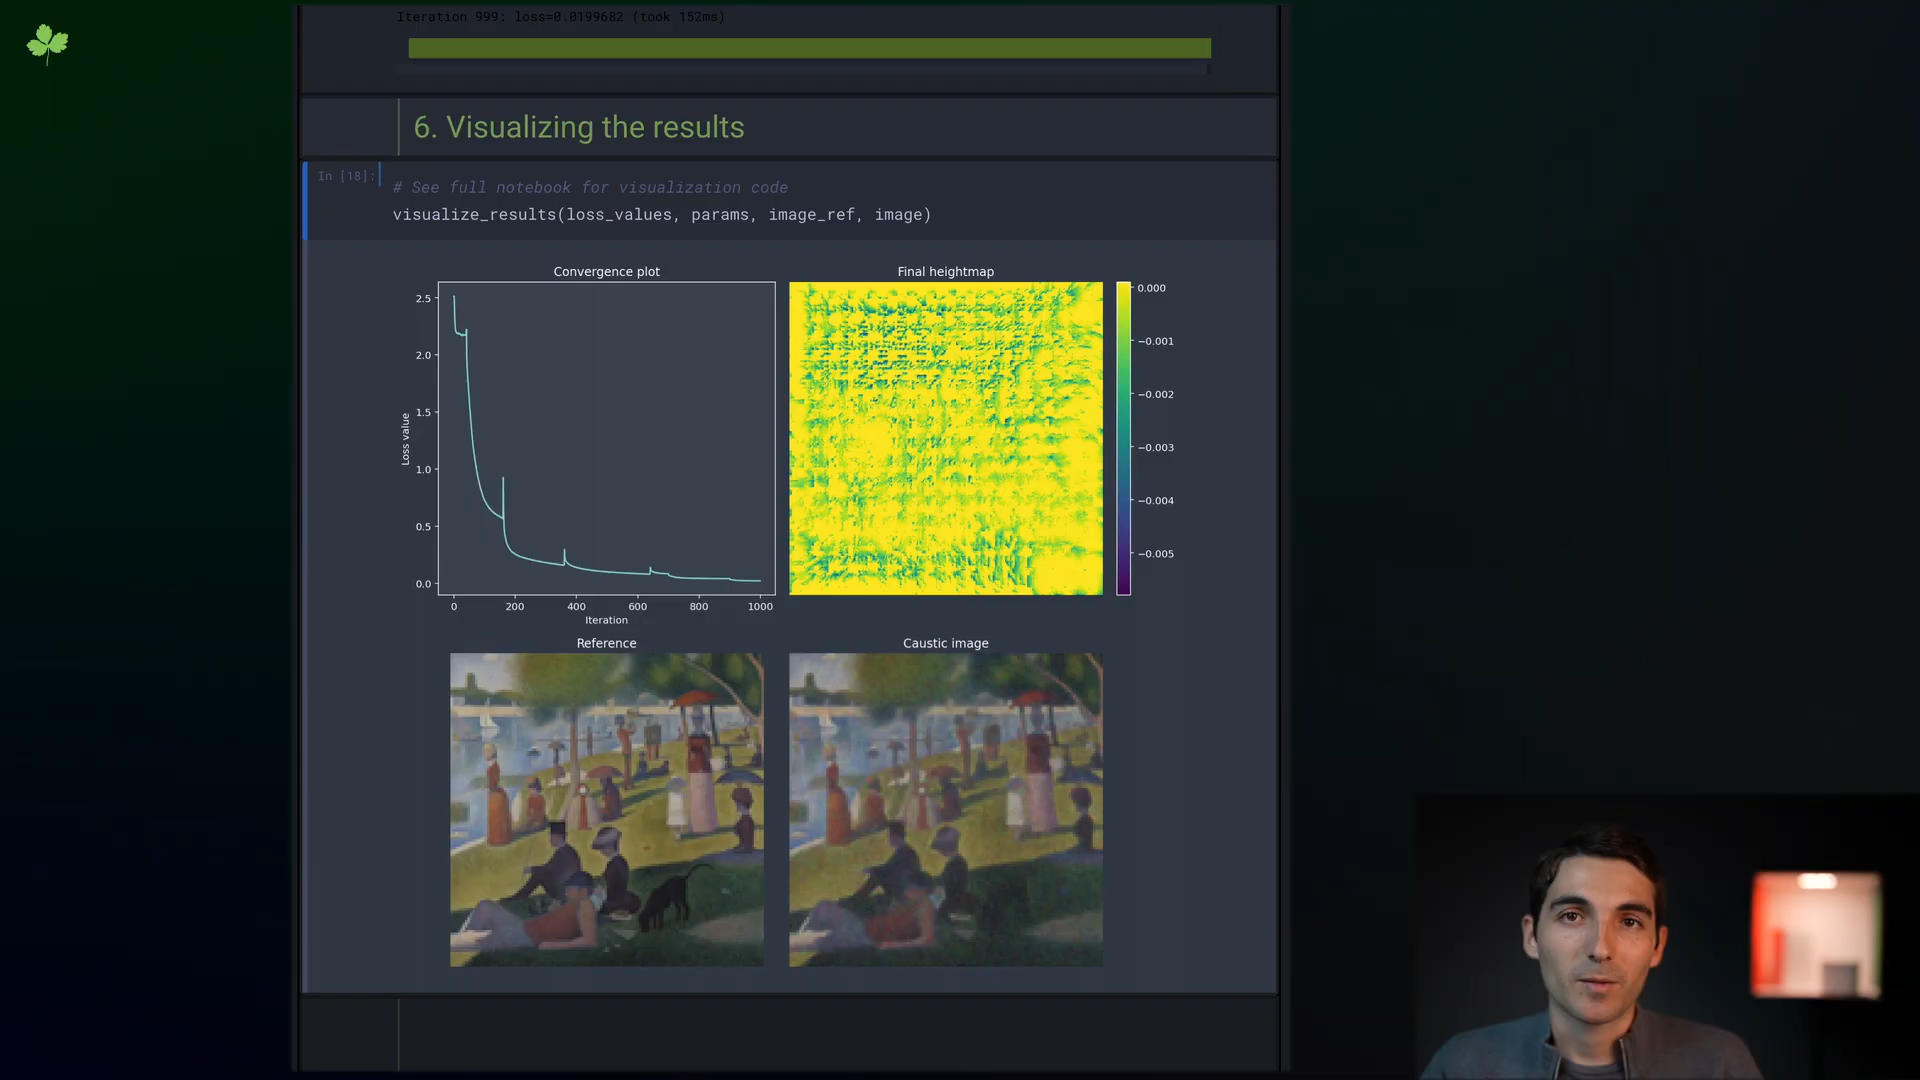 Iteration 999: loss=0.0199682 (took 152ms)
6. Visualizing the results
In [18]:
# See full notebook for visualization code
visualize_results(loss_values, params, image_ref, image)
Convergence plot
2.5
2.0
1.5
1.0
0.5
0.0
Loss value
0
200
400
600
800
1000
Iteration
Final heightmap
0.000
−0.001
−0.002
−0.003
−0.004
−0.005
Reference
Caustic image